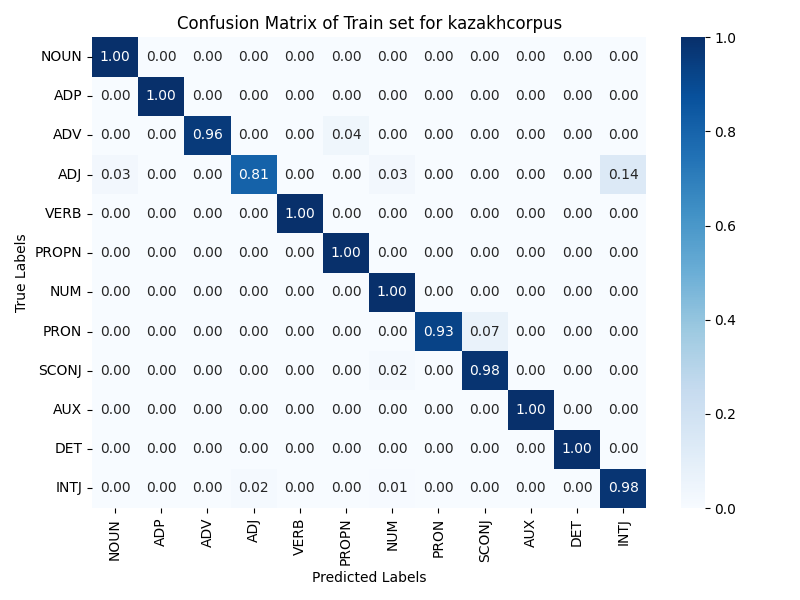 Confusion Matrix of Train set for kazakhcorpus
True Labels
NOUN 1.00 0.00 0.00 0.00 0.00 0.00 0.00 0.00 0.00 0.00 0.00 0.00
ADP 0.00 1.00 0.00 0.00 0.00 0.00 0.00 0.00 0.00 0.00 0.00 0.00
ADV 0.00 0.00 0.96 0.00 0.00 0.04 0.00 0.00 0.00 0.00 0.00 0.00
ADJ 0.03 0.00 0.00 0.81 0.00 0.00 0.03 0.00 0.00 0.00 0.00 0.14
VERB 0.00 0.00 0.00 0.00 1.00 0.00 0.00 0.00 0.00 0.00 0.00 0.00
PROPN 0.00 0.00 0.00 0.00 0.00 1.00 0.00 0.00 0.00 0.00 0.00 0.00
NUM 0.00 0.00 0.00 0.00 0.00 0.00 1.00 0.00 0.00 0.00 0.00 0.00
PRON 0.00 0.00 0.00 0.00 0.00 0.00 0.00 0.93 0.07 0.00 0.00 0.00
SCONJ 0.00 0.00 0.00 0.00 0.00 0.00 0.02 0.00 0.98 0.00 0.00 0.00
AUX 0.00 0.00 0.00 0.00 0.00 0.00 0.00 0.00 0.00 1.00 0.00 0.00
DET 0.00 0.00 0.00 0.00 0.00 0.00 0.00 0.00 0.00 0.00 1.00 0.00
INTJ 0.00 0.00 0.00 0.02 0.00 0.00 0.01 0.00 0.00 0.00 0.00 0.98
NOUN ADP ADV ADJ VERB PROPN NUM PRON SCONJ AUX DET INTJ
Predicted Labels
1.0
0.8
0.6
0.4
0.2
0.0